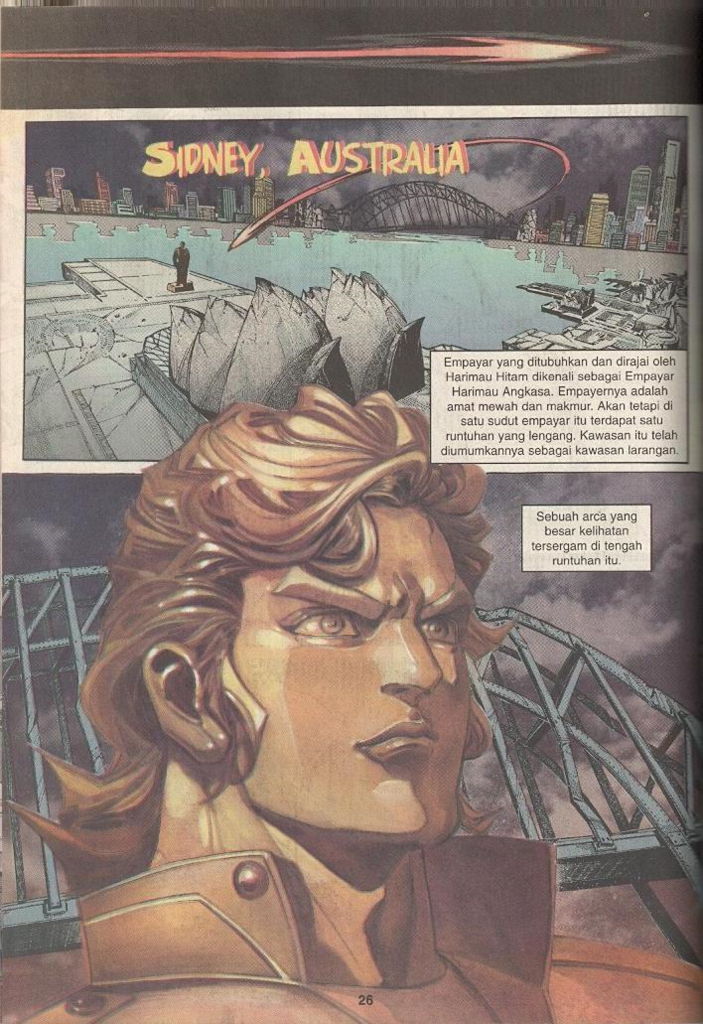 SIDNEY, AUSTRALIA
Empayar yang ditubuhkan dan dirajai oleh
Harimau Hitam dikenali sebagai Empayar
Harimau Angkasa. Empayernya adalah
amat mewah dan makmur. Akan tetapi di
satu sudut empayar itu terdapat satu
runtuhan yang lengang. Kawasan itu telah
diumumkannya sebagai kawasan larangan.
Sebuah arca yang
besar kelihatan
tersergam di tengah
runtuhan itu.
26